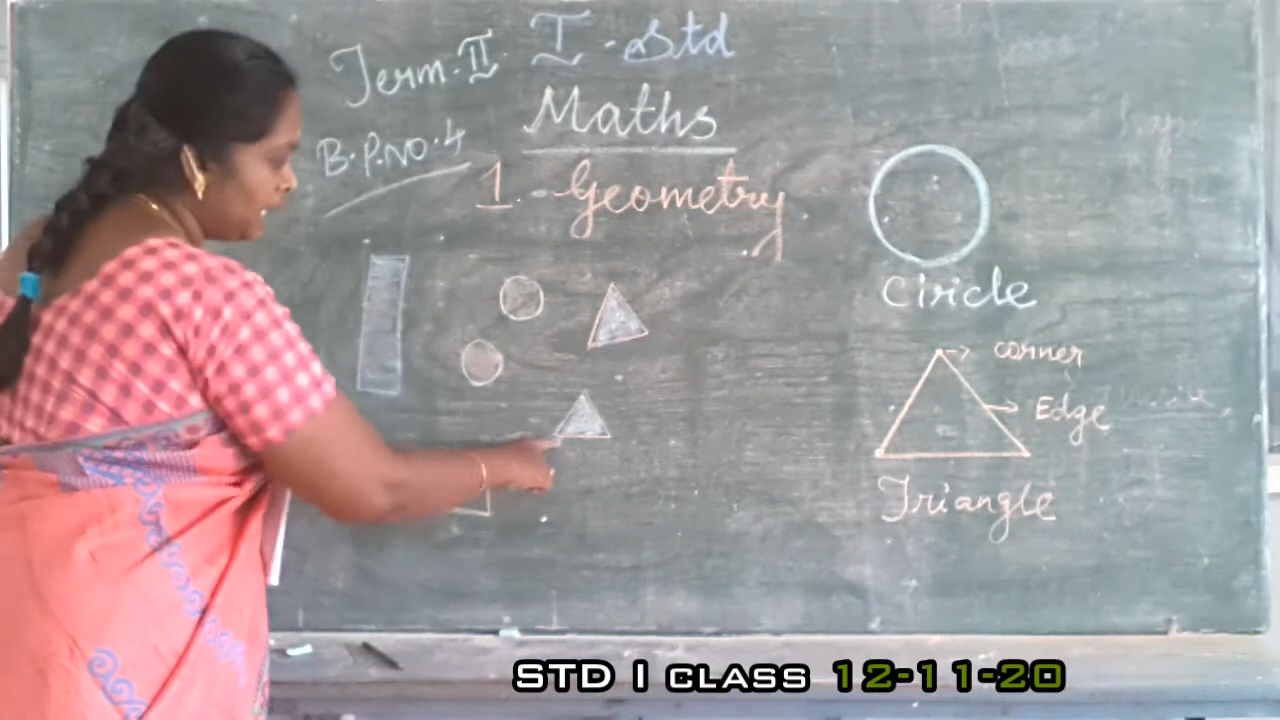 Term.II. I.Std
Maths
B.P.NO.4
1.Geometry.
Circle
corner
Edge
Triangle
STD I CLASS 12-11-20